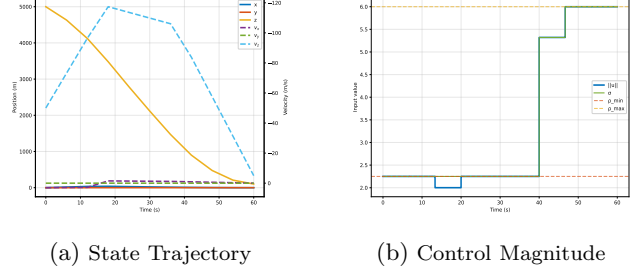 5000
4000
3000
2000
1000
0
Position (m)
0
10
20
30
40
50
60
Time (s)
−120
−100
−80
−60
−40
−20
0
Velocity (m/s)
x
y
z
vₓ
vᵧ
v_z
6.0
5.5
5.0
4.5
4.0
3.5
3.0
2.5
2.0
Input value
0
10
20
30
40
50
60
Time (s)
||u||
σ
ρ_min
ρ_max
(a) State Trajectory
(b) Control Magnitude